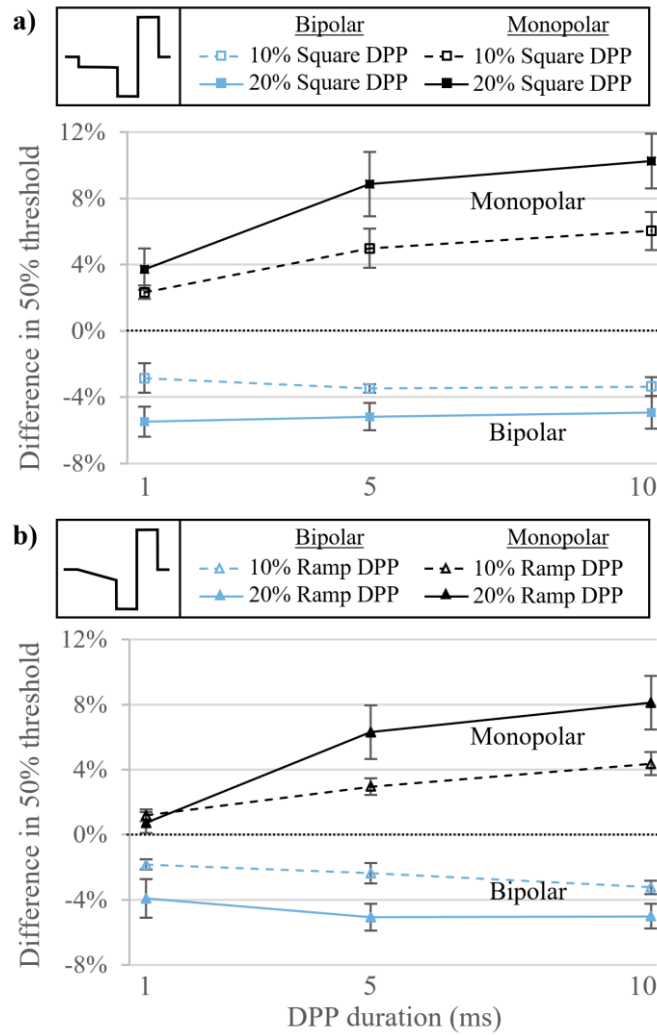 a)
Bipolar Monopolar
10% Square DPP 10% Square DPP
20% Square DPP 20% Square DPP
Difference in 50% threshold
12%
8%
Monopolar
4%
0%
-4%
Bipolar
-8%
1 5 10
b)
Bipolar Monopolar
10% Ramp DPP 10% Ramp DPP
20% Ramp DPP 20% Ramp DPP
Difference in 50% threshold
12%
8%
Monopolar
4%
0%
Bipolar
-4%
-8%
1 5 10
DPP duration (ms)